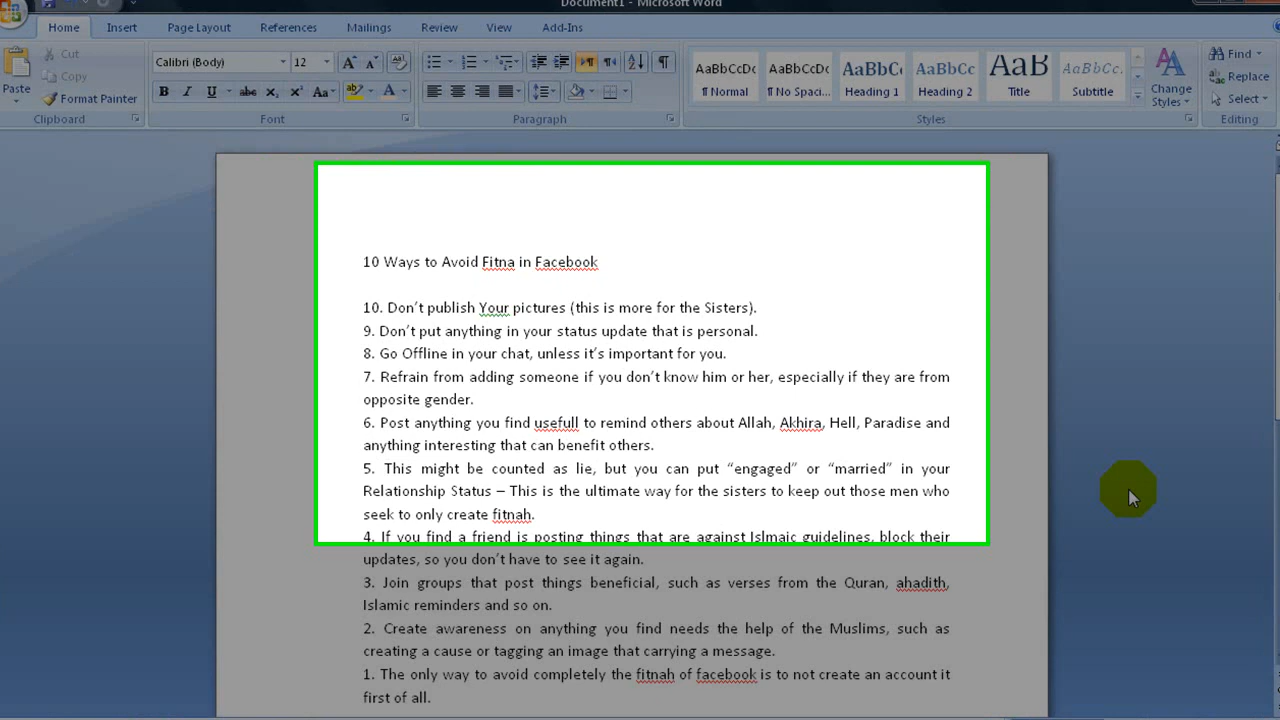 Document1 - Microsoft Word
Home Insert Page Layout References Mailings Review View Add-Ins
Paste
Cut
Copy
Format Painter
Clipboard
Calibri (Body) 12
Font
Paragraph
AaBbCcDc AaBbCcDc AaBbCc AaBbCc AaB AaBbCc.
¶ Normal ¶ No Spaci... Heading 1 Heading 2 Title Subtitle
Change
Styles
Styles
Find
Replace
Select
Editing
10 Ways to Avoid Fitna in Facebook
10. Don’t publish Your pictures (this is more for the Sisters).
9. Don’t put anything in your status update that is personal.
8. Go Offline in your chat, unless it’s important for you.
7. Refrain from adding someone if you don’t know him or her, especially if they are from
opposite gender.
6. Post anything you find usefull to remind others about Allah, Akhira, Hell, Paradise and
anything interesting that can benefit others.
5. This might be counted as lie, but you can put “engaged” or “married” in your
Relationship Status – This is the ultimate way for the sisters to keep out those men who
seek to only create fitnah.
4. If you find a friend is posting things that are against Islmaic guidelines, block their
updates, so you don’t have to see it again.
3. Join groups that post things beneficial, such as verses from the Quran, ahadith,
Islamic reminders and so on.
2. Create awareness on anything you find needs the help of the Muslims, such as
creating a cause or tagging an image that carrying a message.
1. The only way to avoid completely the fitnah of facebook is to not create an account it
first of all.